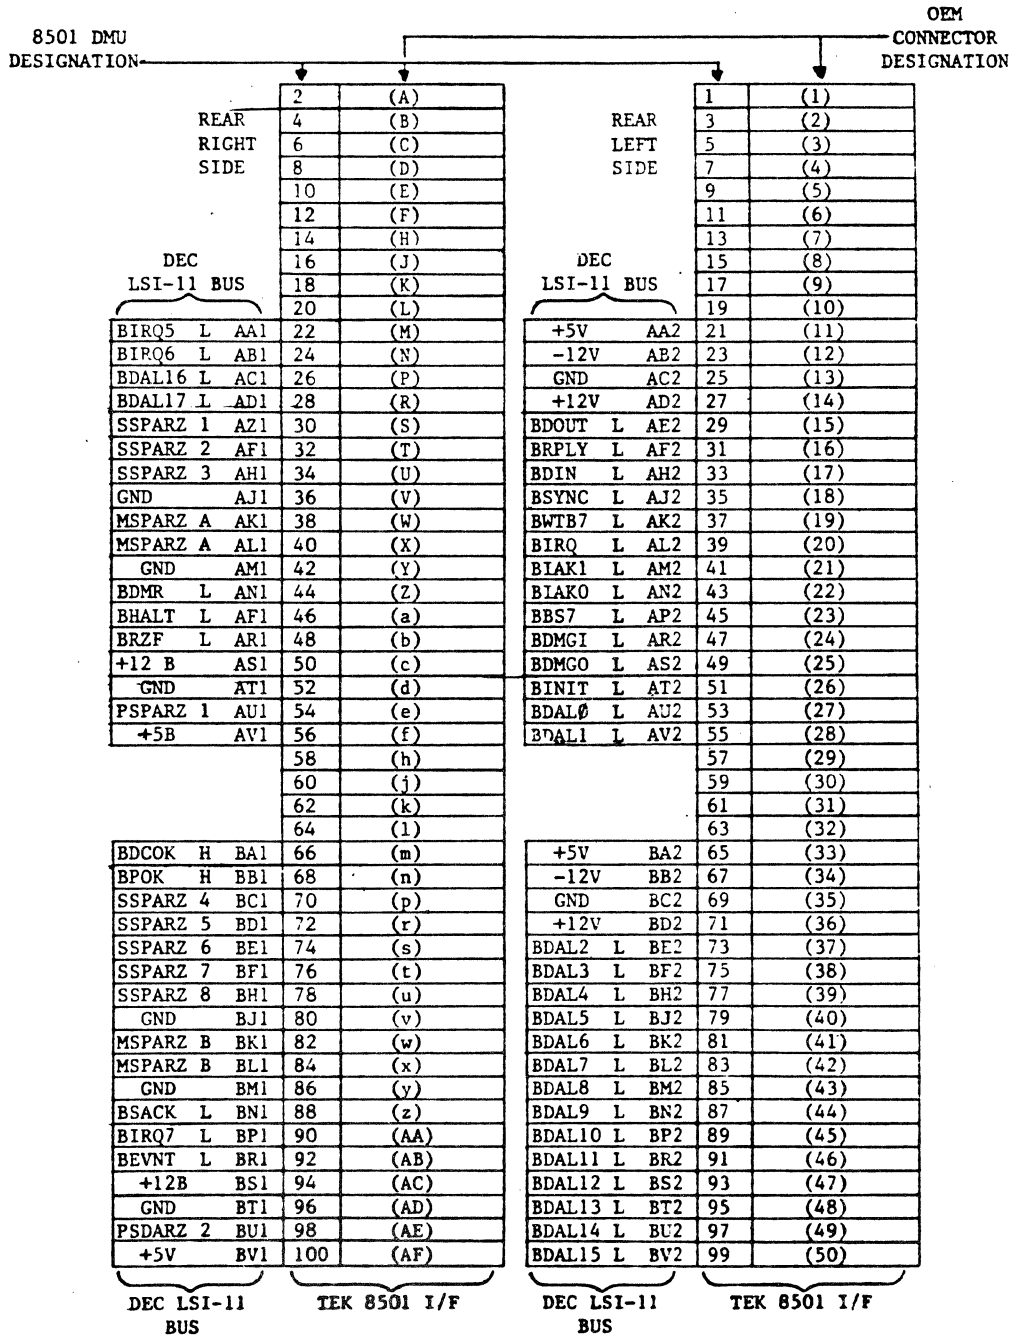 OEM
8501 DMU CONNECTOR
DESIGNATION DESIGNATION
2 (A) 1 (1)
REAR 4 (B) REAR 3 (2)
RIGHT 6 (C) LEFT 5 (3)
SIDE 8 (D) SIDE 7 (4)
10 (E) 9 (5)
12 (F) 11 (6)
14 (H) 13 (7)
DEC 16 (J) DEC 15 (8)
LSI-11 BUS 18 (K) LSI-11 BUS 17 (9)
20 (L) 19 (10)
BIRQ5 L AA1 22 (M) +5V AA2 21 (11)
BIRQ6 L AB1 24 (N) -12V AB2 23 (12)
BDAL16 L AC1 26 (P) GND AC2 25 (13)
BDAL17 L AD1 28 (R) +12V AD2 27 (14)
SSPARZ 1 AZ1 30 (S) BDOUT L AE2 29 (15)
SSPARZ 2 AF1 32 (T) BRPLY L AF2 31 (16)
SSPARZ 3 AH1 34 (U) BDIN L AH2 33 (17)
GND AJ1 36 (V) BSYNC L AJ2 35 (18)
MSPARZ A AK1 38 (W) BWTB7 L AK2 37 (19)
MSPARZ A AL1 40 (X) BIRQ L AL2 39 (20)
GND AM1 42 (Y) BIAK1 L AM2 41 (21)
BDMR L AN1 44 (Z) BIAKO L AN2 43 (22)
BHALT L AF1 46 (a) BBS7 L AP2 45 (23)
BRZF L AR1 48 (b) BDMGI L AR2 47 (24)
+12 B AS1 50 (c) BDMGO L AS2 49 (25)
GND AT1 52 (d) BINIT L AT2 51 (26)
PSPARZ 1 AU1 54 (e) BDALØ L AU2 53 (27)
+5B AV1 56 (f) BDAL1 L AV2 55 (28)
58 (h) 57 (29)
60 (j) 59 (30)
62 (k) 61 (31)
64 (l) 63 (32)
BDCOK H BA1 66 (m) +5V BA2 65 (33)
BPOK H BB1 68 (n) -12V BB2 67 (34)
SSPARZ 4 BC1 70 (p) GND BC2 69 (35)
SSPARZ 5 BD1 72 (r) +12V BD2 71 (36)
SSPARZ 6 BE1 74 (s) BDAL2 L BE2 73 (37)
SSPARZ 7 BF1 76 (t) BDAL3 L BF2 75 (38)
SSPARZ 8 BH1 78 (u) BDAL4 L BH2 77 (39)
GND BJ1 80 (v) BDAL5 L BJ2 79 (40)
MSPARZ B BK1 82 (w) BDAL6 L BK2 81 (41)
MSPARZ B BL1 84 (x) BDAL7 L BL2 83 (42)
GND BM1 86 (y) BDAL8 L BM2 85 (43)
BSACK L BN1 88 (z) BDAL9 L BN2 87 (44)
BIRQ7 L BP1 90 (AA) BDAL10 L BP2 89 (45)
BEVNT L BR1 92 (AB) BDAL11 L BR2 91 (46)
+12B BS1 94 (AC) BDAL12 L BS2 93 (47)
GND BT1 96 (AD) BDAL13 L BT2 95 (48)
PSDARZ 2 BU1 98 (AE) BDAL14 L BU2 97 (49)
+5V BV1 100 (AF) BDAL15 L BV2 99 (50)
DEC LSI-11 TEK 8501 I/F DEC LSI-11 TEK 8501 I/F
BUS BUS